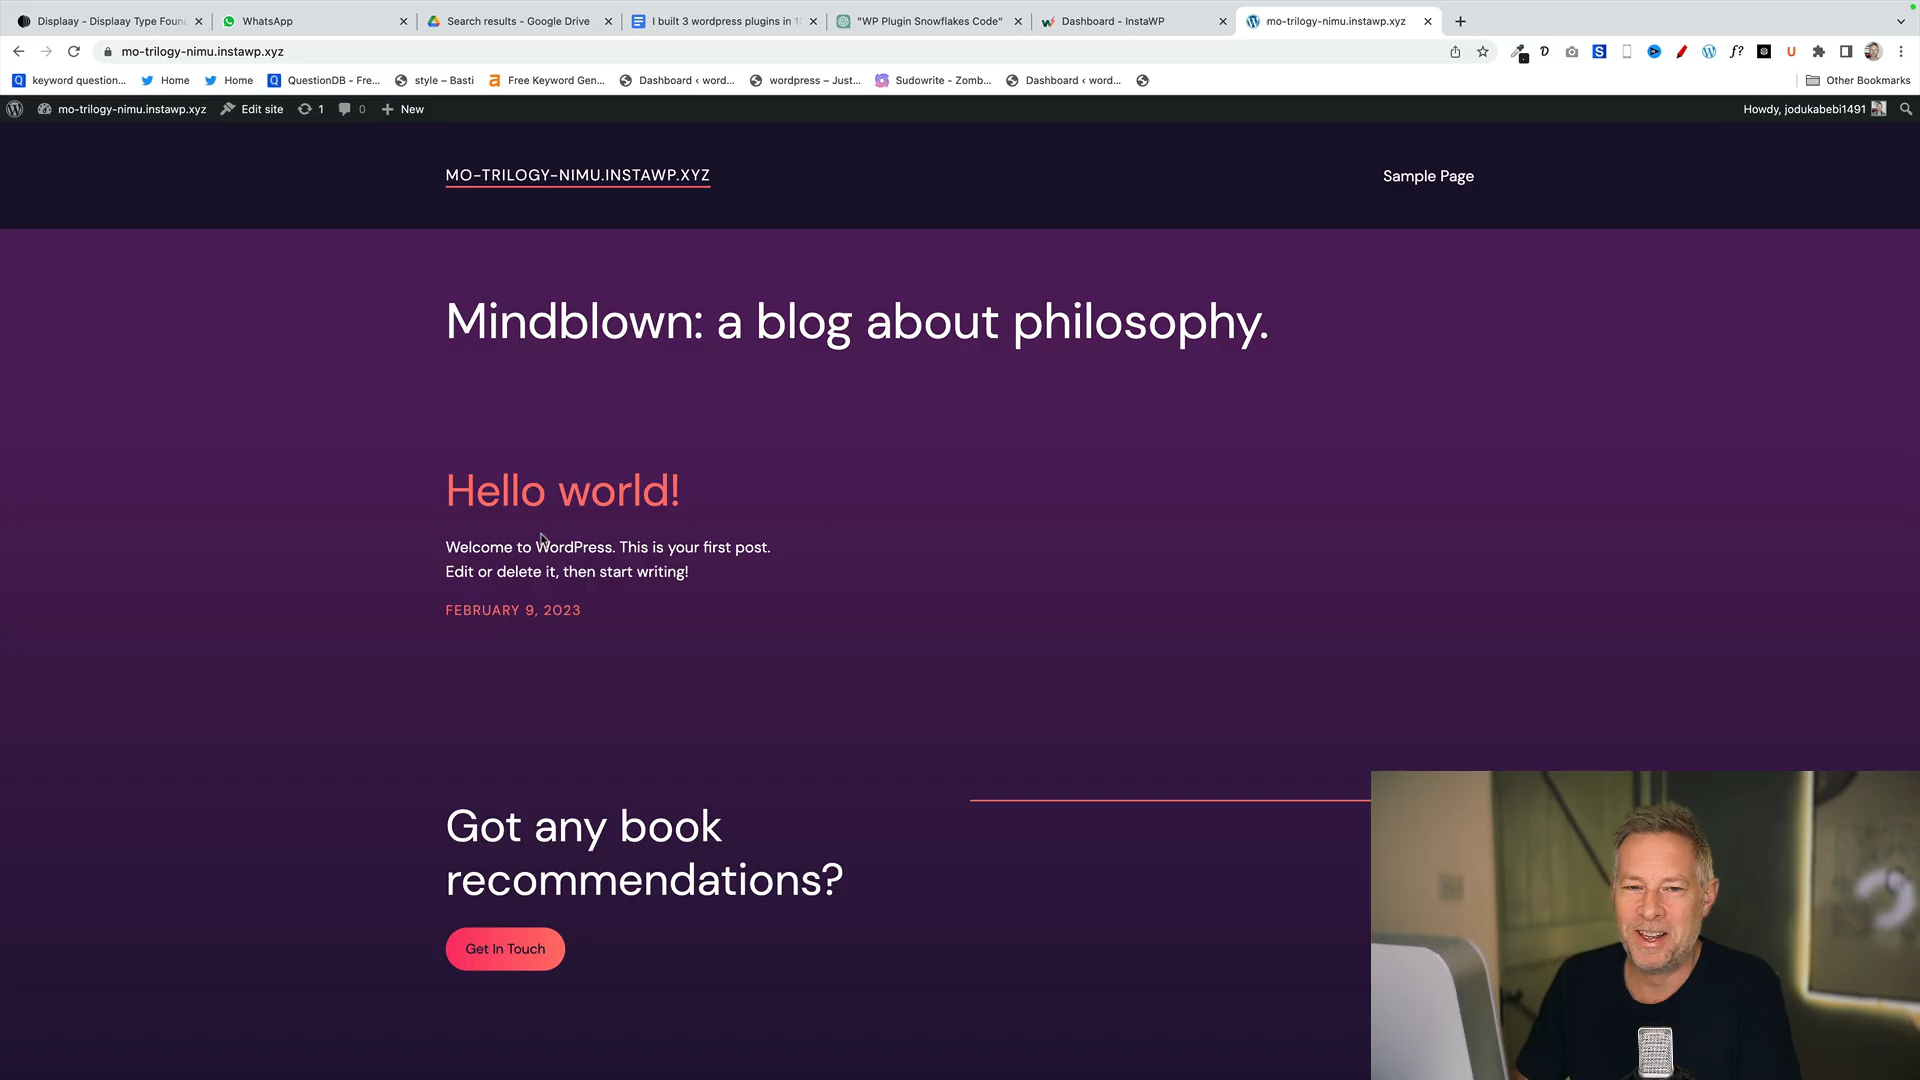 Displaay - Displaay Type Foun
WhatsApp
Search results - Google Drive
I built 3 wordpress plugins in 1
"WP Plugin Snowflakes Code"
Dashboard - InstaWP
mo-trilogy-nimu.instawp.xyz
mo-trilogy-nimu.instawp.xyz
keyword question...
Home
Home
QuestionDB - Fre...
style – Basti
Free Keyword Gen...
Dashboard ‹ word...
wordpress – Just...
Sudowrite - Zomb...
Dashboard ‹ word...
Other Bookmarks
mo-trilogy-nimu.instawp.xyz
Edit site
1
0
New
Howdy, jodukabebi1491
MO-TRILOGY-NIMU.INSTAWP.XYZ
Sample Page
Mindblown: a blog about philosophy.
Hello world!
Welcome to WordPress. This is your first post.
Edit or delete it, then start writing!
FEBRUARY 9, 2023
Got any book
recommendations?
Get In Touch